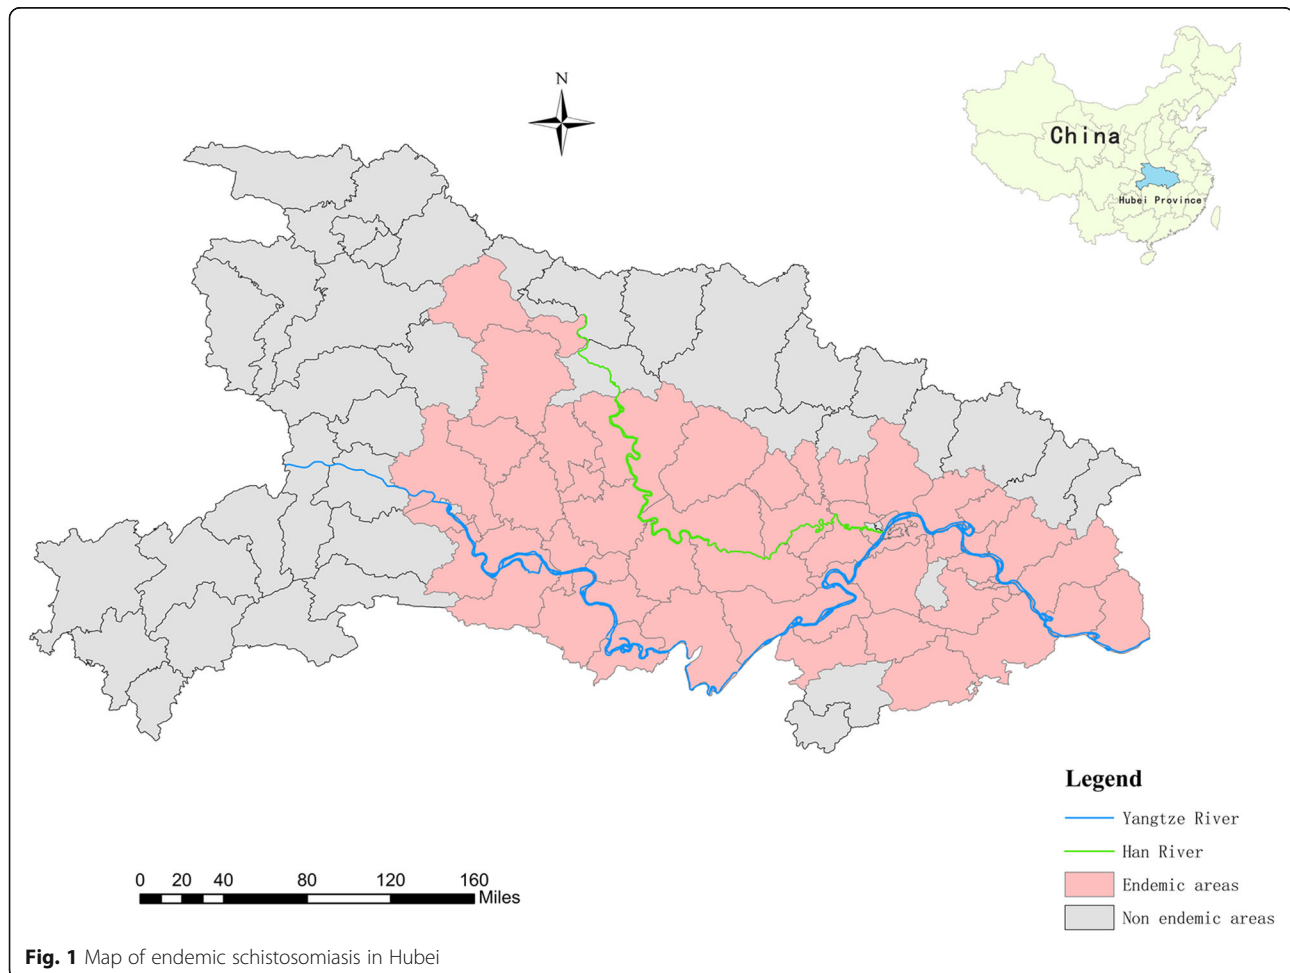 N
China
Hubei Province
Legend
Yangtze River
Han River
Endemic areas
Non endemic areas
0 20 40 80 120 160
Miles
Fig. 1 Map of endemic schistosomiasis in Hubei